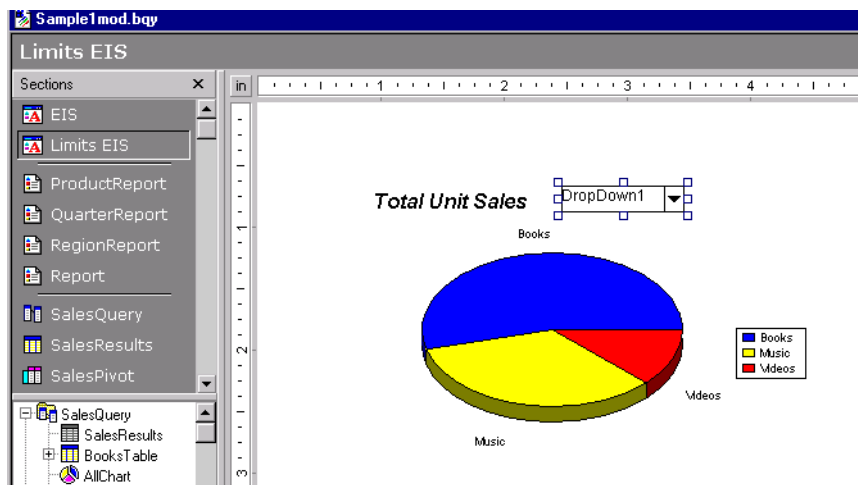 Sample1mod.bqy
Limits EIS
Sections
EIS
Limits EIS
ProductReport
QuarterReport
RegionReport
Report
SalesQuery
SalesResults
SalesPivot
SalesQuery
SalesResults
BooksTable
AllChart
in
1 2 3 4
1
2
3
Total Unit Sales
DropDown1
Books
Music
Videos
Books
Music
Videos